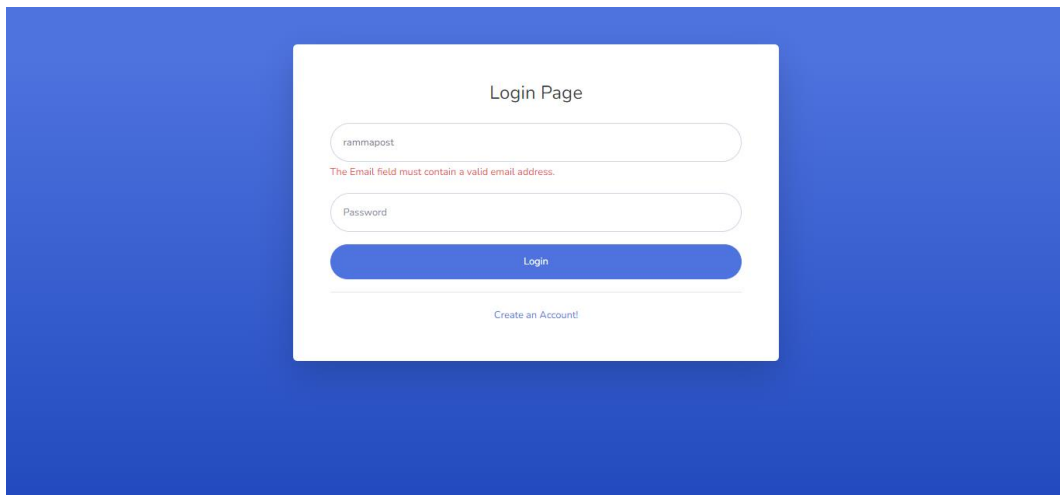 Login Page
rammapost
The Email field must contain a valid email address.
Password
Login
Create an Account!